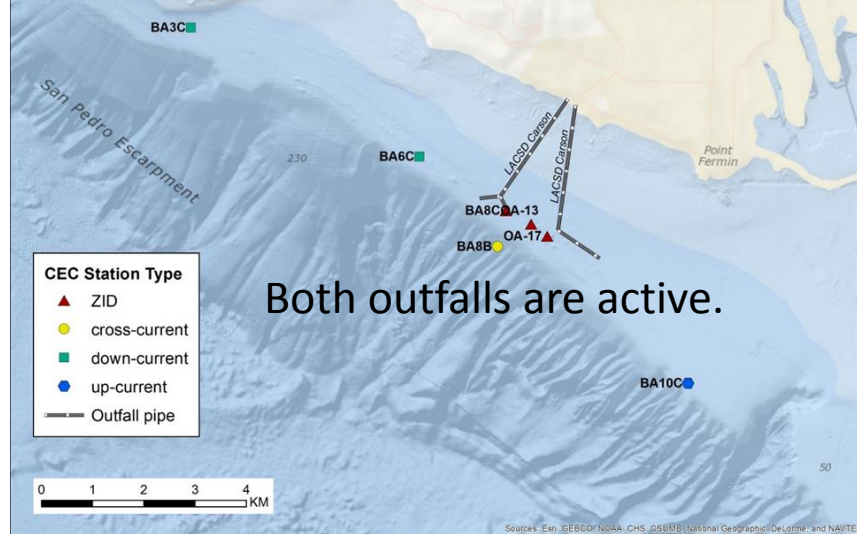 BA3C
San Pedro Escarpment
230
BA6C
LACSD Carson
LACSD Carson
Point
Fermin
BA8C
OA-13
OA-17
BA8B
CEC Station Type
ZID
cross-current
down-current
up-current
Outfall pipe
Both outfalls are active.
BA10C
50
0 1 2 3 4
KM
Sources: Esri, GEBCO, NOAA, CHS, CSUMB, National Geographic, DeLorme, and NAVTE